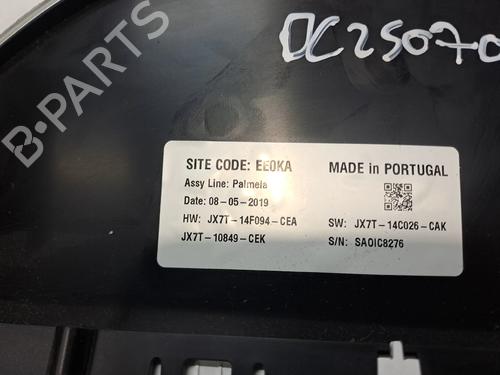 DC25070
SITE CODE: EE0KA
MADE in PORTUGAL
Assy Line: Palmela
Date: 08-05-2019
HW: JX7T-14F094-CEA
SW: JX7T-14C026-CAK
JX7T-10849-CEK
S/N: SA0IC8276
B-PARTS